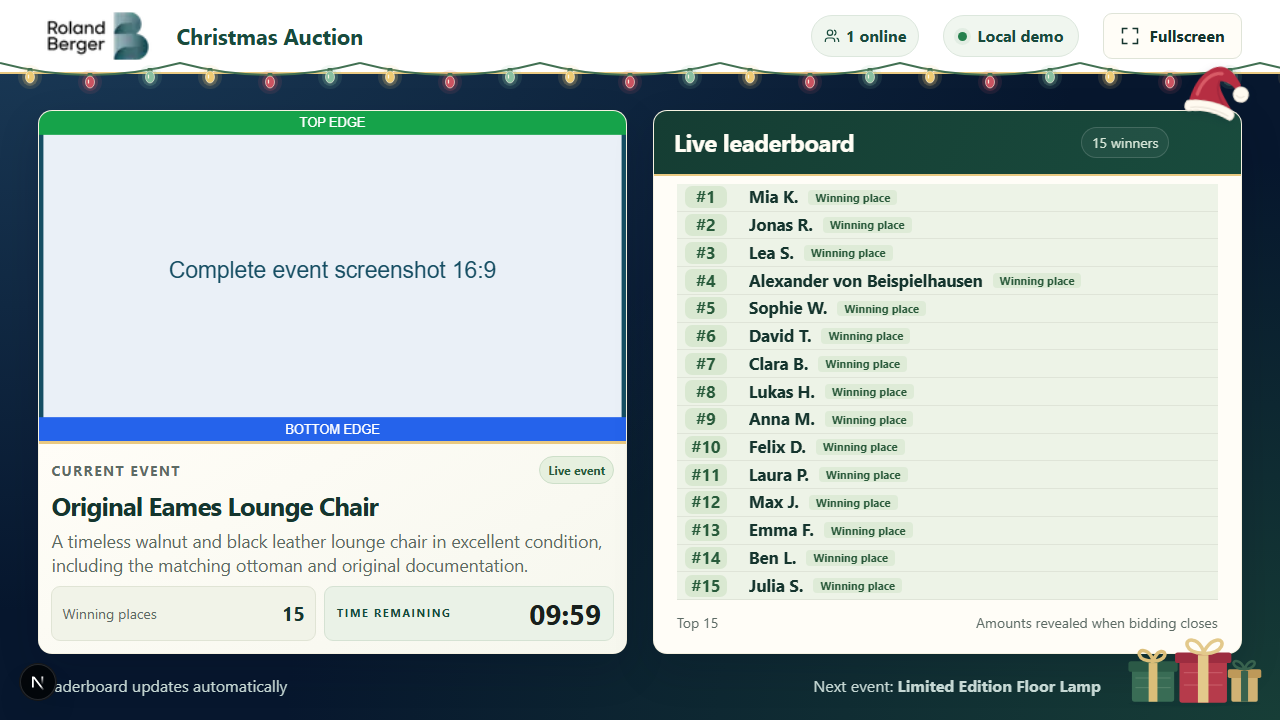 Roland
Berger
Christmas Auction
1 online
Local demo
Fullscreen
TOP EDGE
Complete event screenshot 16:9
BOTTOM EDGE
CURRENT EVENT
Live event
Original Eames Lounge Chair
A timeless walnut and black leather lounge chair in excellent condition,
including the matching ottoman and original documentation.
Winning places
15
TIME REMAINING
09:59
Live leaderboard
15 winners
#1 Mia K. Winning place
#2 Jonas R. Winning place
#3 Lea S. Winning place
#4 Alexander von Beispielhausen Winning place
#5 Sophie W. Winning place
#6 David T. Winning place
#7 Clara B. Winning place
#8 Lukas H. Winning place
#9 Anna M. Winning place
#10 Felix D. Winning place
#11 Laura P. Winning place
#12 Max J. Winning place
#13 Emma F. Winning place
#14 Ben L. Winning place
#15 Julia S. Winning place
Top 15
Amounts revealed when bidding closes
N
aderboard updates automatically
Next event: Limited Edition Floor Lamp